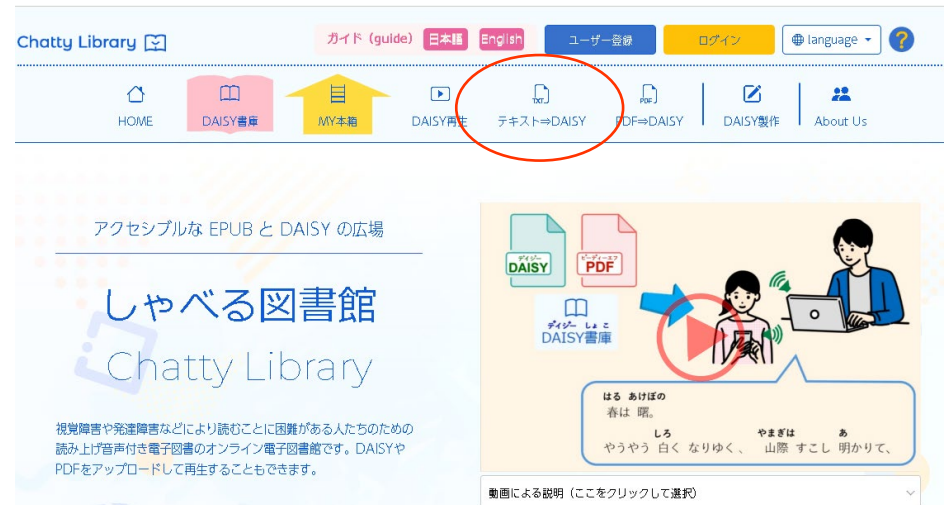 Chatty Library
ガイド (guide) 日本語 English ユーザー登録 ログイン language ?
HOME DAISY書庫 MY本箱 DAISY再生 TXT テキスト⇒DAISY PDF PDF⇒DAISY DAISY製作 About Us
アクセシブルな EPUB と DAISY の広場
しゃべる図書館
Chatty Library
視覚障害や発達障害などにより読むことに困難がある人たちのための
読み上げ音声付き電子図書のオンライン電子図書館です。DAISYや
PDFをアップロードして再生することもできます。
デイジー
DAISY
ピーディーエフ
PDF
デイジー しょこ
DAISY書庫
はる あけぼの
春は 曙。
しろ やまぎは あ
やうやう 白く なりゆく、 山際 すこし 明かりて、
動画による説明（ここをクリックして選択）